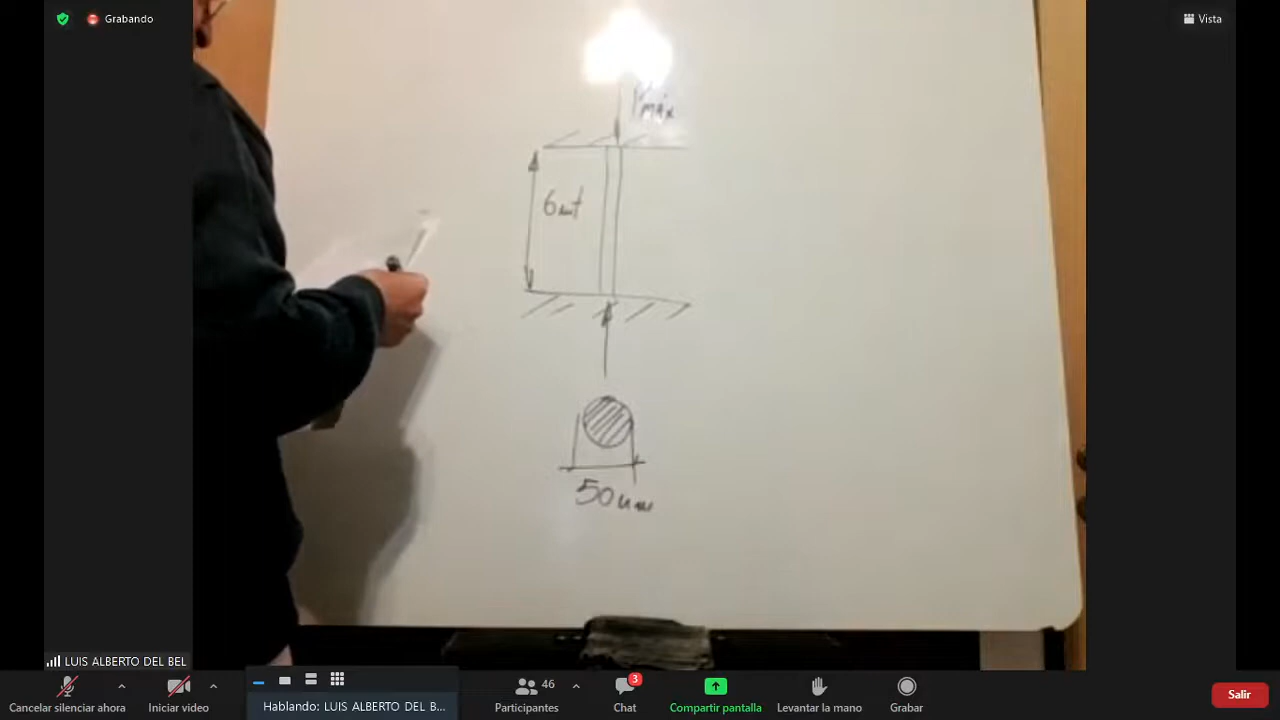 Grabando
Vista
Pmáx
6mt
50mm
LUIS ALBERTO DEL BEL
Cancelar silenciar ahora
Iniciar video
Hablando: LUIS ALBERTO DEL B...
46
Participantes
3
Chat
Compartir pantalla
Levantar la mano
Grabar
Salir